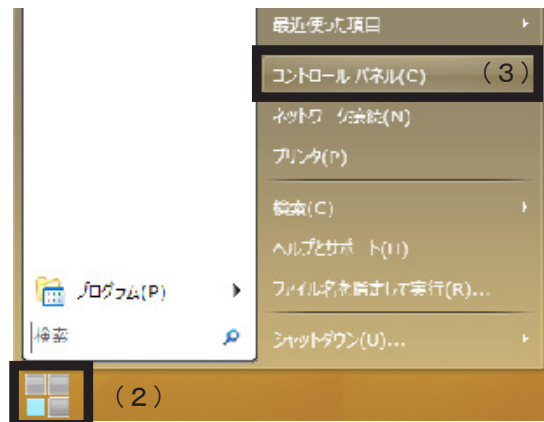 最近使った項目
コントロール パネル(C)
(3)
ネットワーク接続(N)
プリンタ(P)
検索(C)
ヘルプとサポート(H)
ファイル名を指定して実行(R)...
プログラム(P)
検索
シャットダウン(U)...
(2)